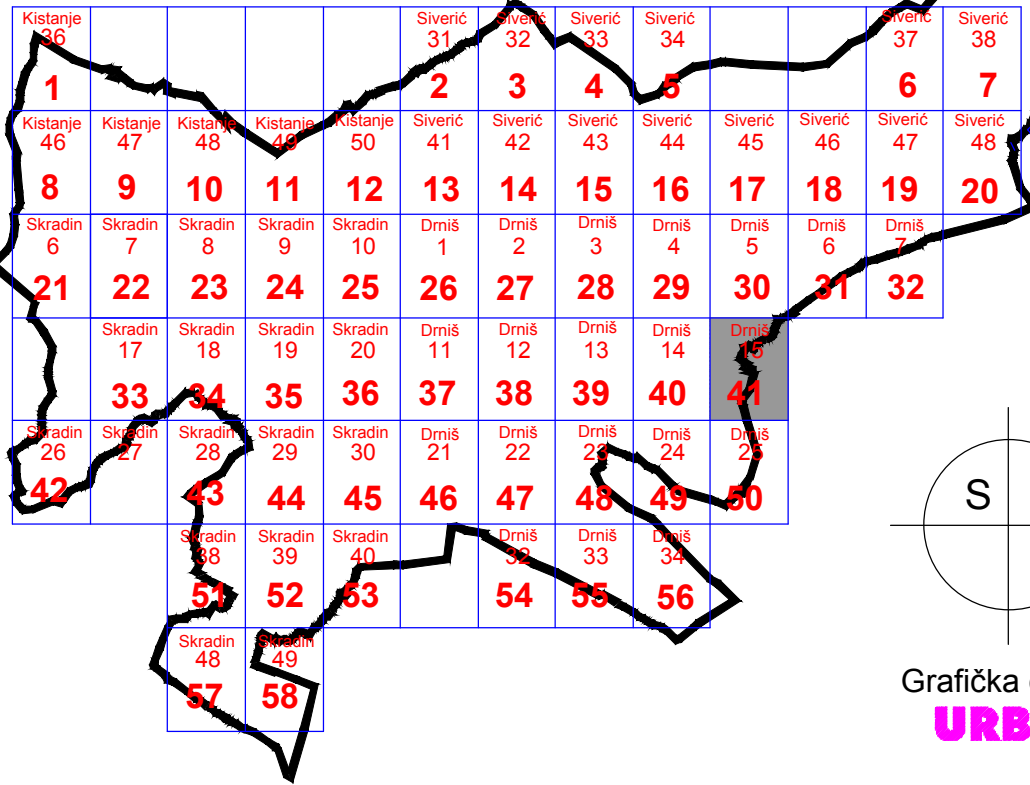 Kistanje Siverić Siverić Siverić Siverić Siverić Siverić
36 31 32 33 34 37 38
1 2 3 4 5 6 7
Kistanje Kistanje Kistanje Kistanje Kistanje Siverić Siverić Siverić Siverić Siverić Siverić Siverić Siverić
46 47 48 49 50 41 42 43 44 45 46 47 48
8 9 10 11 12 13 14 15 16 17 18 19 20
Skradin Skradin Skradin Skradin Skradin Drniš Drniš Drniš Drniš Drniš Drniš Drniš
6 7 8 9 10 1 2 3 4 5 6 7
21 22 23 24 25 26 27 28 29 30 31 32
Skradin Skradin Skradin Skradin Drniš Drniš Drniš Drniš Drniš
17 18 19 20 11 12 13 14 15
33 34 35 36 37 38 39 40 41
Skradin Skradin Skradin Skradin Skradin Drniš Drniš Drniš Drniš Drniš
26 27 28 29 30 21 22 23 24 25
42 43 44 45 46 47 48 49 50
Skradin Skradin Skradin Drniš Drniš Drniš
38 39 40 32 33 34
51 52 53 54 55 56
Skradin Skradin
48 49
57 58
S
Grafička
URB